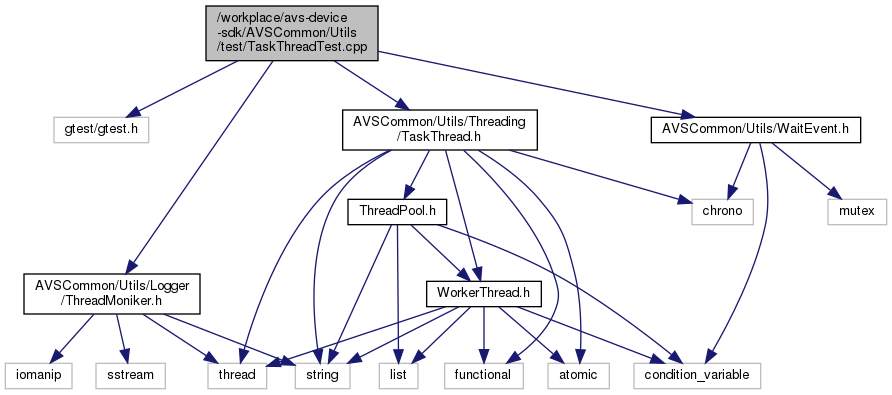 /workplace/avs-device
-sdk/AVSCommon/Utils
/test/TaskThreadTest.cpp
gtest/gtest.h
AVSCommon/Utils/Threading
/TaskThread.h
AVSCommon/Utils/WaitEvent.h
ThreadPool.h
chrono
mutex
AVSCommon/Utils/Logger
/ThreadMoniker.h
WorkerThread.h
iomanip
sstream
thread
string
list
functional
atomic
condition_variable